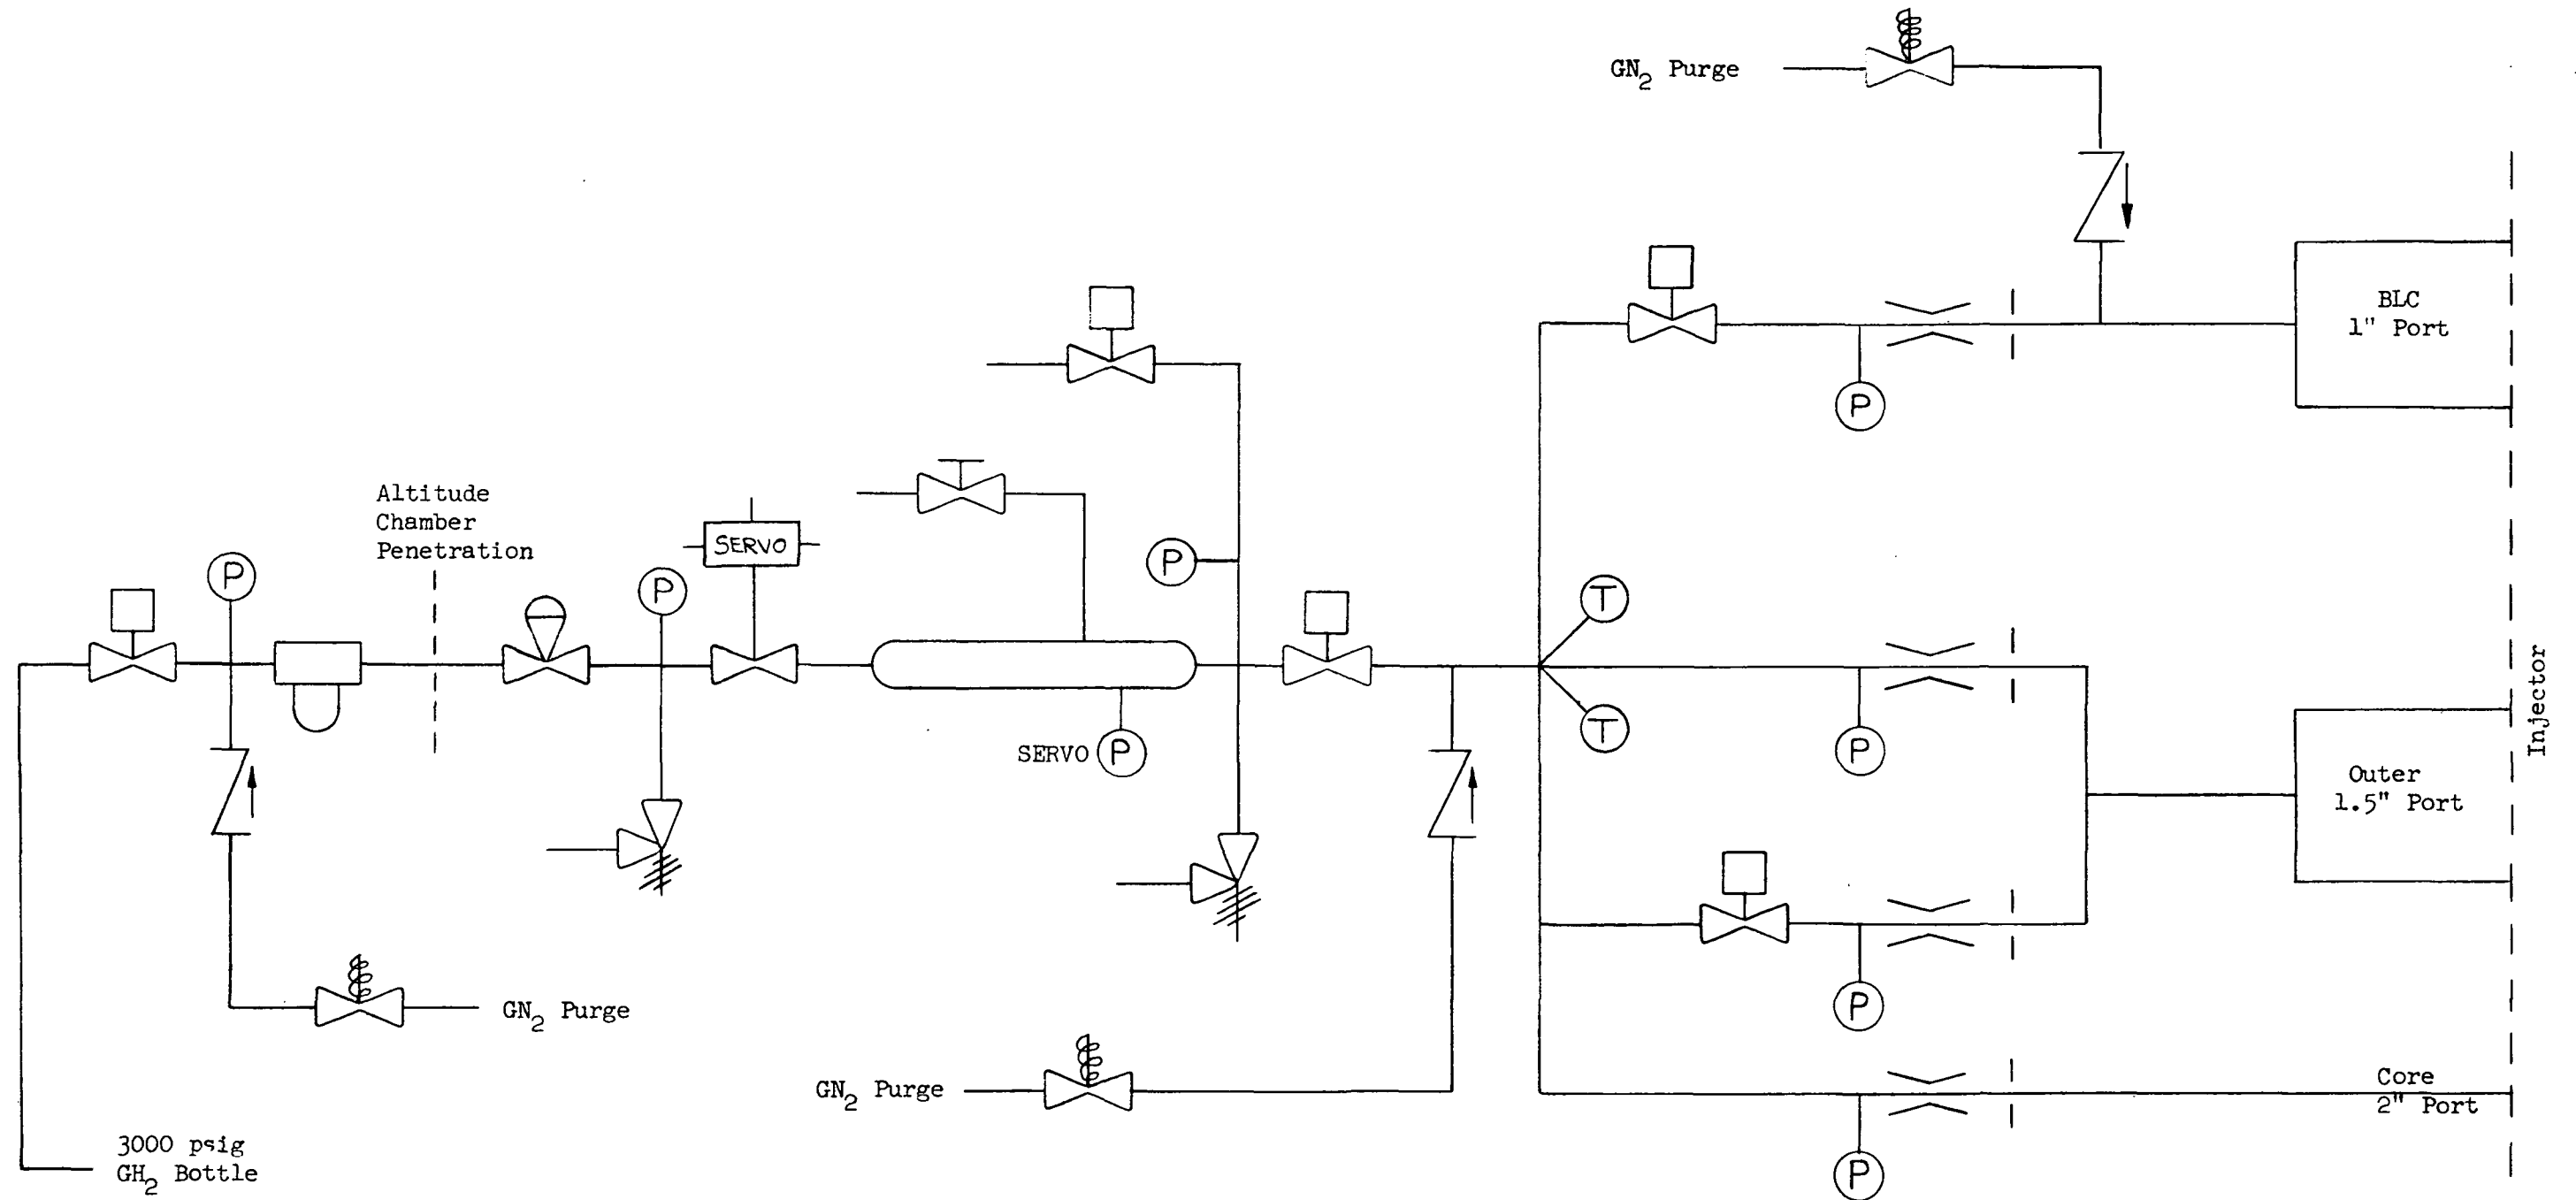 GN2 Purge
BLC
1" Port
P
Altitude
Chamber
Penetration
SERVO
P
P
P
T
T
P
SERVO P
Injector
Outer
1.5" Port
P
GN2 Purge
P
GN2 Purge
Core
2" Port
3000 psig
GH2 Bottle
P